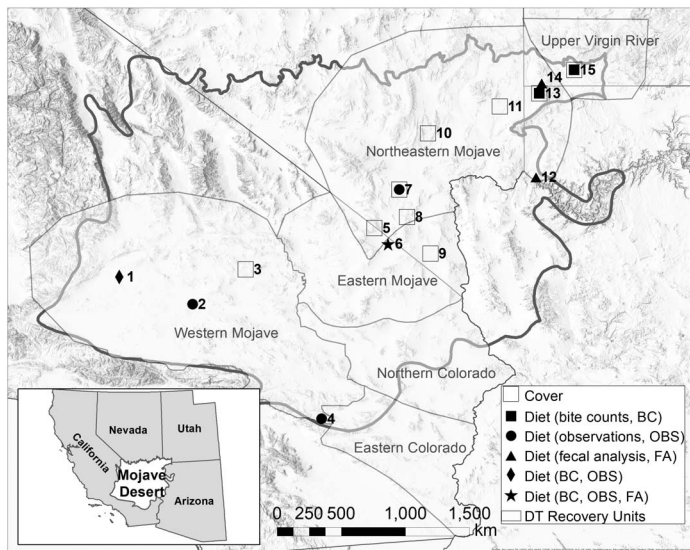 Upper Virgin River
14
15
13
11
10
Northeastern Mojave
12
7
8
5
6
9
Eastern Mojave
3
1
2
Western Mojave
Northern Colorado
4
Eastern Colorado
Nevada
Utah
California
Mojave
Desert
Arizona
0 250 500 1,000 1,500
km
Cover
Diet (bite counts, BC)
Diet (observations, OBS)
Diet (fecal analysis, FA)
Diet (BC, OBS)
Diet (BC, OBS, FA)
DT Recovery Units